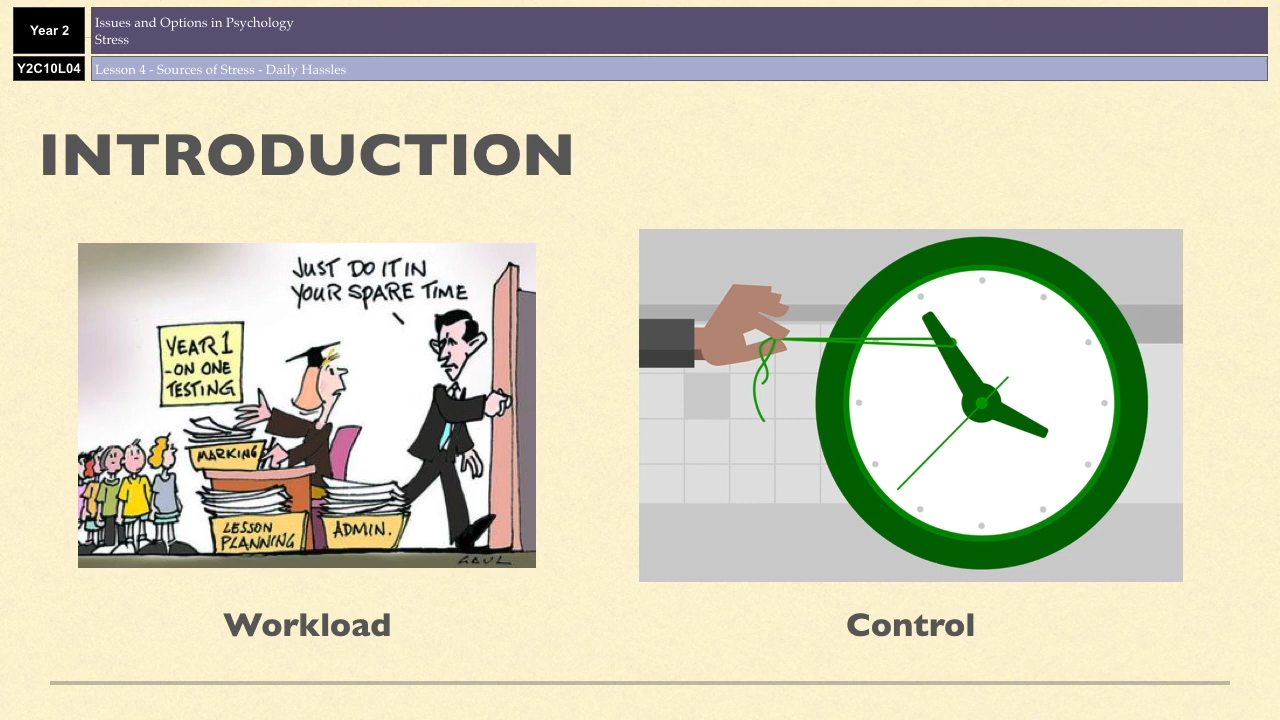 Year 2
Issues and Options in Psychology
Stress
Y2C10L04
Lesson 4 - Sources of Stress - Daily Hassles
INTRODUCTION
JUST DO IT IN
YOUR SPARE TIME
YEAR 1
-ON ONE
TESTING
MARKING
LESSON
PLANNING
ADMIN.
GAUL
Workload
Control